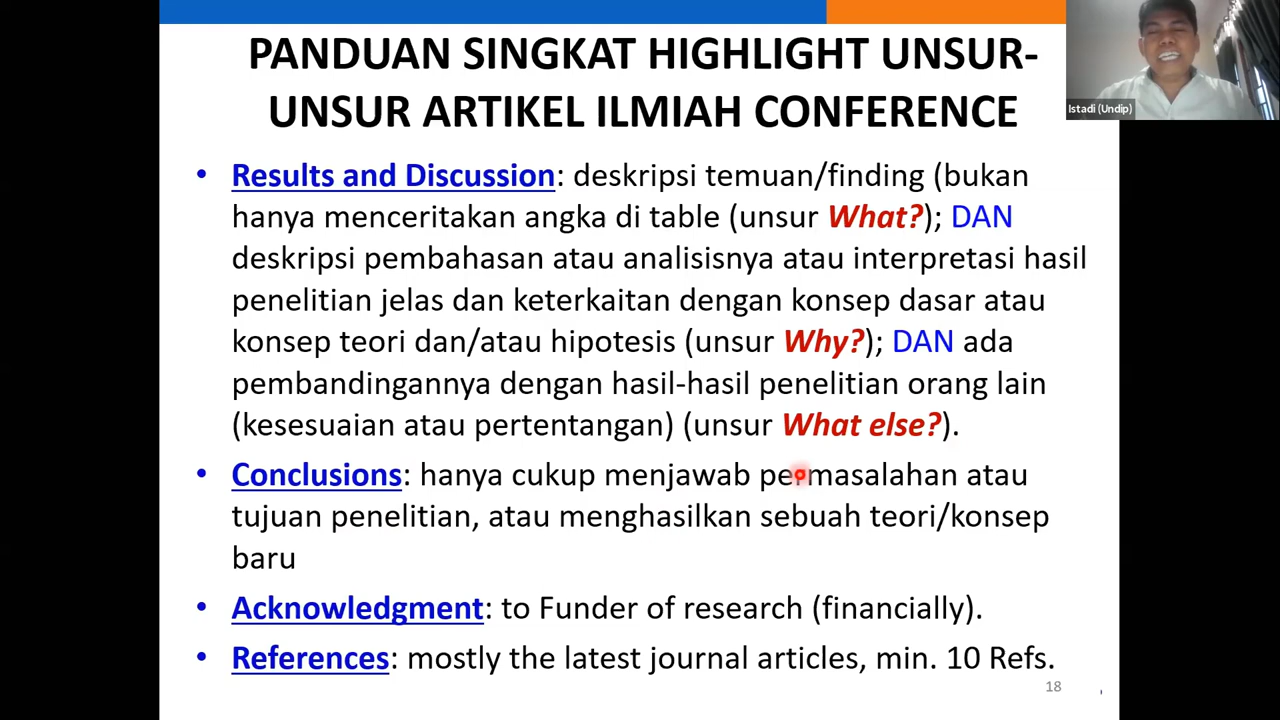 PANDUAN SINGKAT HIGHLIGHT UNSUR-
UNSUR ARTIKEL ILMIAH CONFERENCE
Istadi (Undip)
• Results and Discussion: deskripsi temuan/finding (bukan
hanya menceritakan angka di table (unsur What?); DAN
deskripsi pembahasan atau analisisnya atau interpretasi hasil
penelitian jelas dan keterkaitan dengan konsep dasar atau
konsep teori dan/atau hipotesis (unsur Why?); DAN ada
pembandingannya dengan hasil-hasil penelitian orang lain
(kesesuaian atau pertentangan) (unsur What else?).
• Conclusions: hanya cukup menjawab permasalahan atau
tujuan penelitian, atau menghasilkan sebuah teori/konsep
baru
• Acknowledgment: to Funder of research (financially).
• References: mostly the latest journal articles, min. 10 Refs.
18